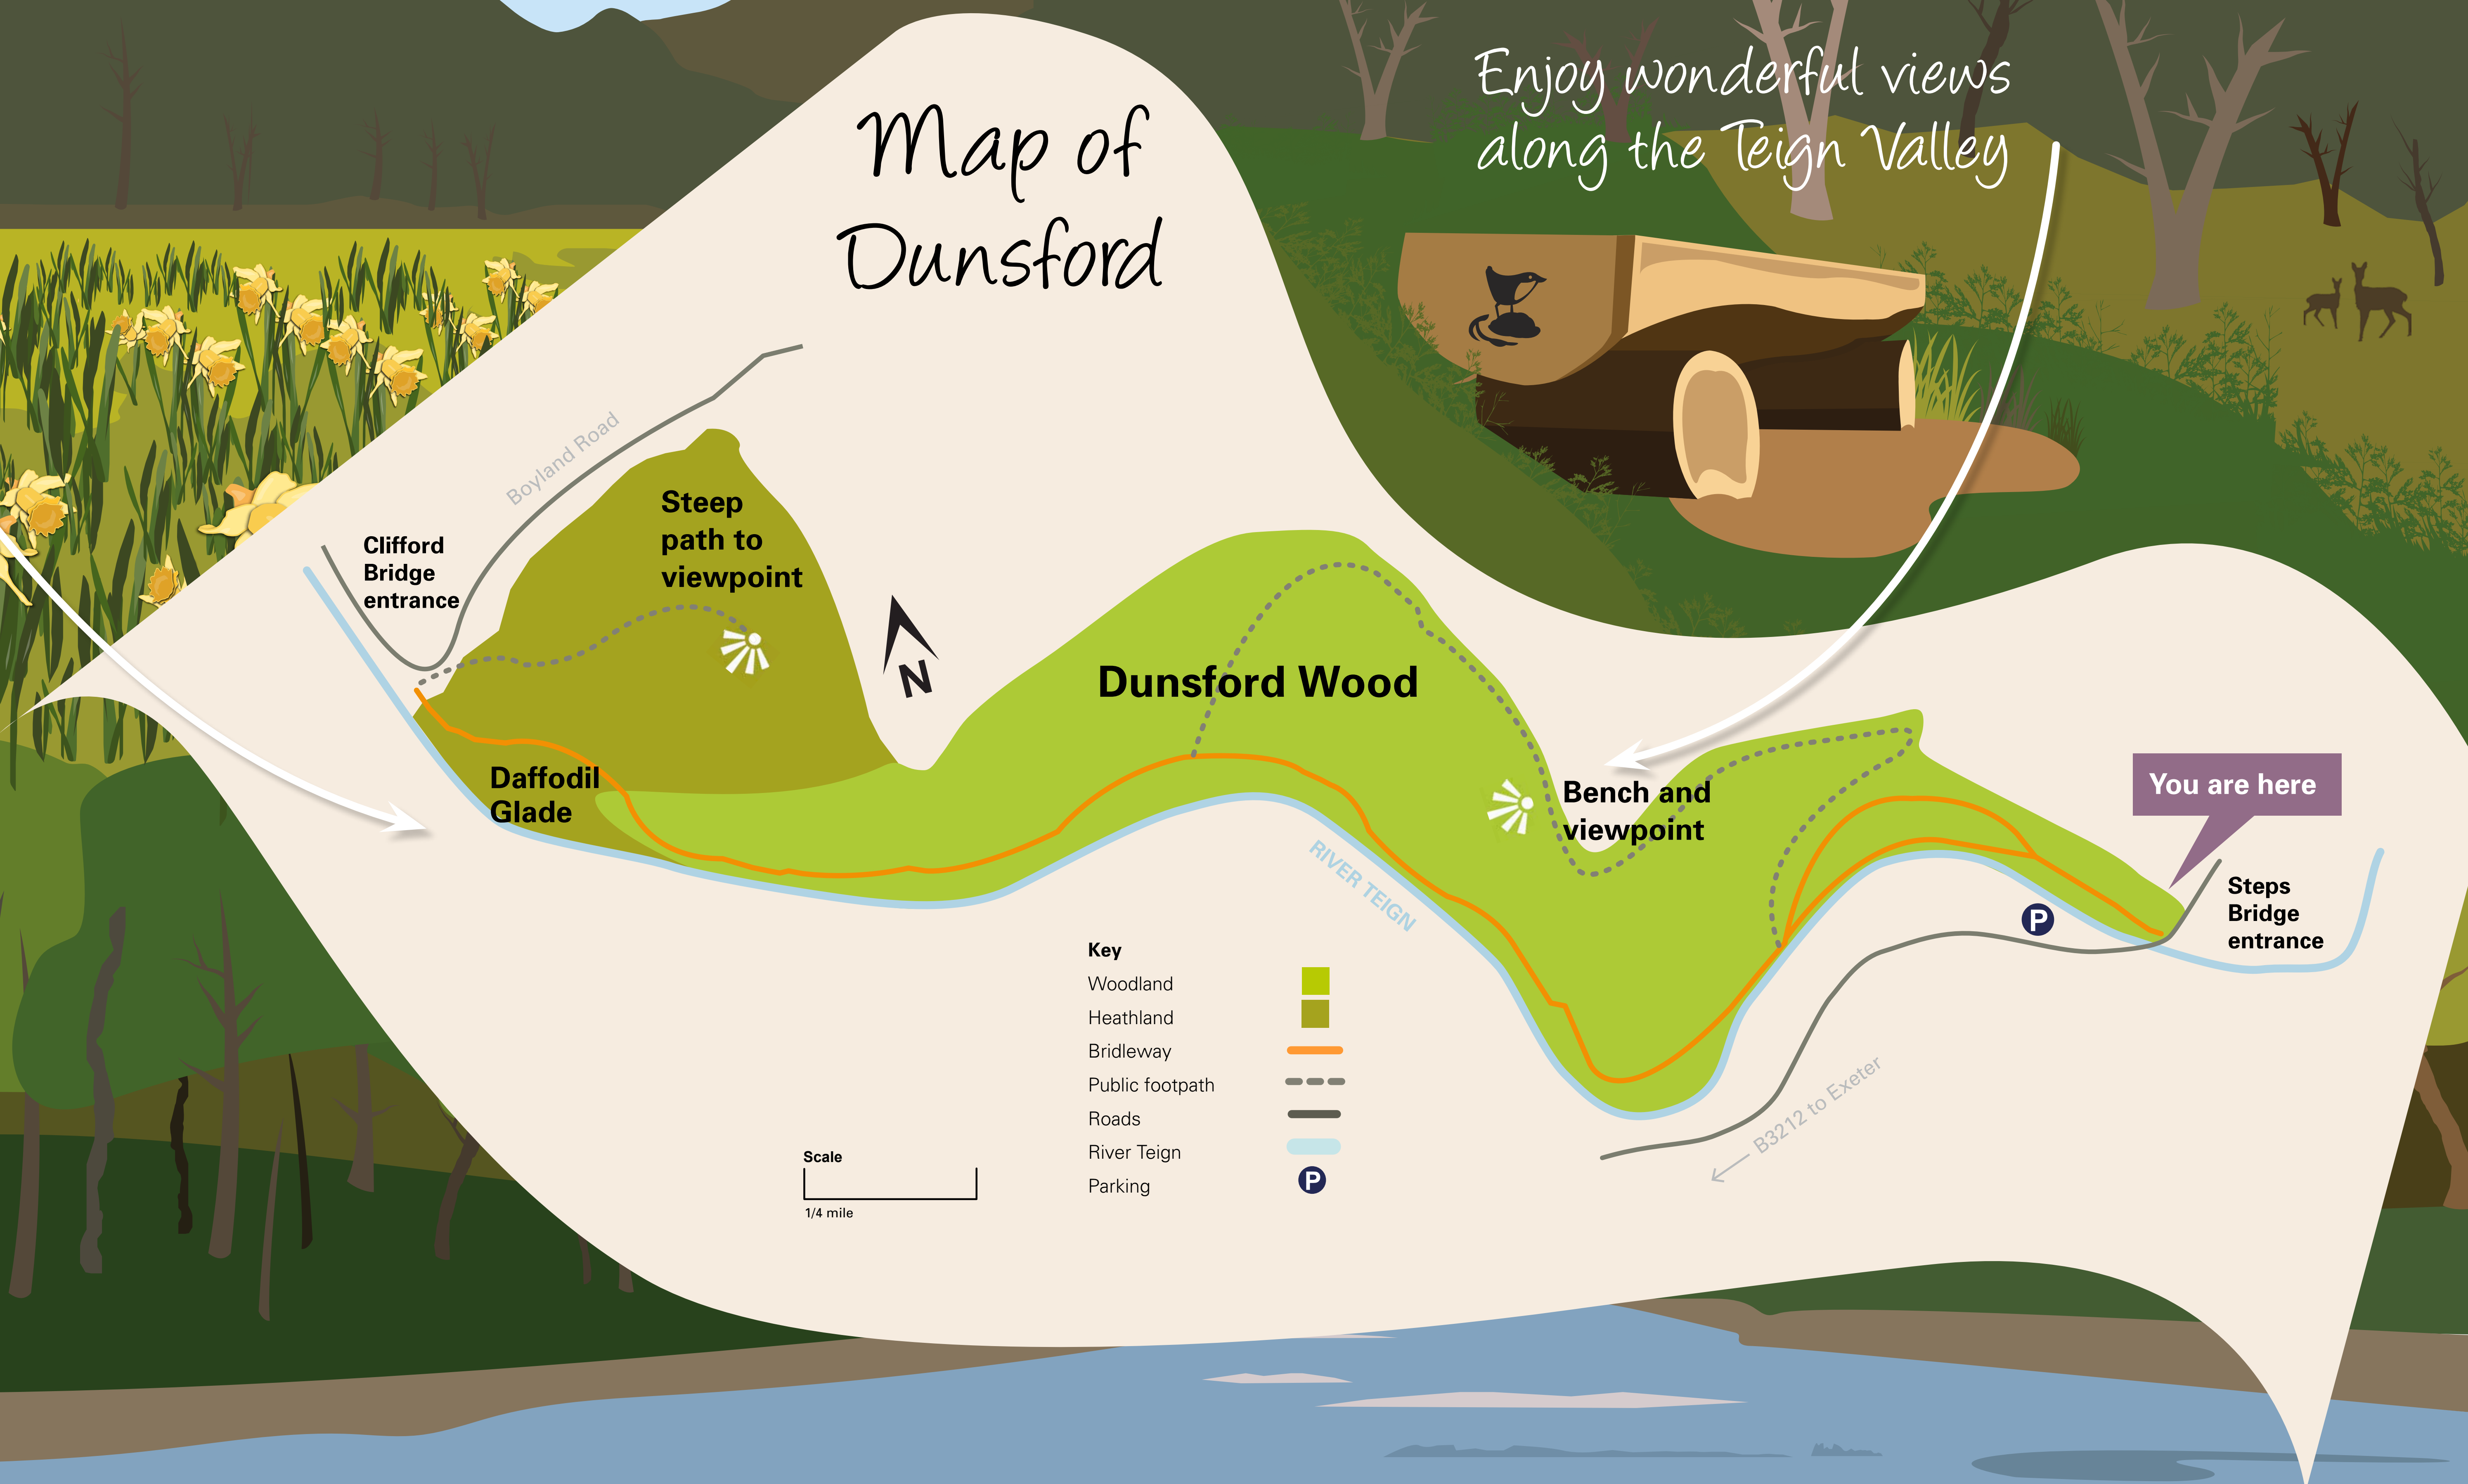 Map of
Dunsford
Enjoy wonderful views
along the Teign Valley
Boyland Road
Clifford
Bridge
entrance
Steep
path to
viewpoint
N
Dunsford Wood
Daffodil
Glade
Bench and
viewpoint
You are here
RIVER TEIGN
P
Steps
Bridge
entrance
B3212 to Exeter
Key
Woodland
Heathland
Bridleway
Public footpath
Roads
River Teign
Parking
P
Scale
1/4 mile